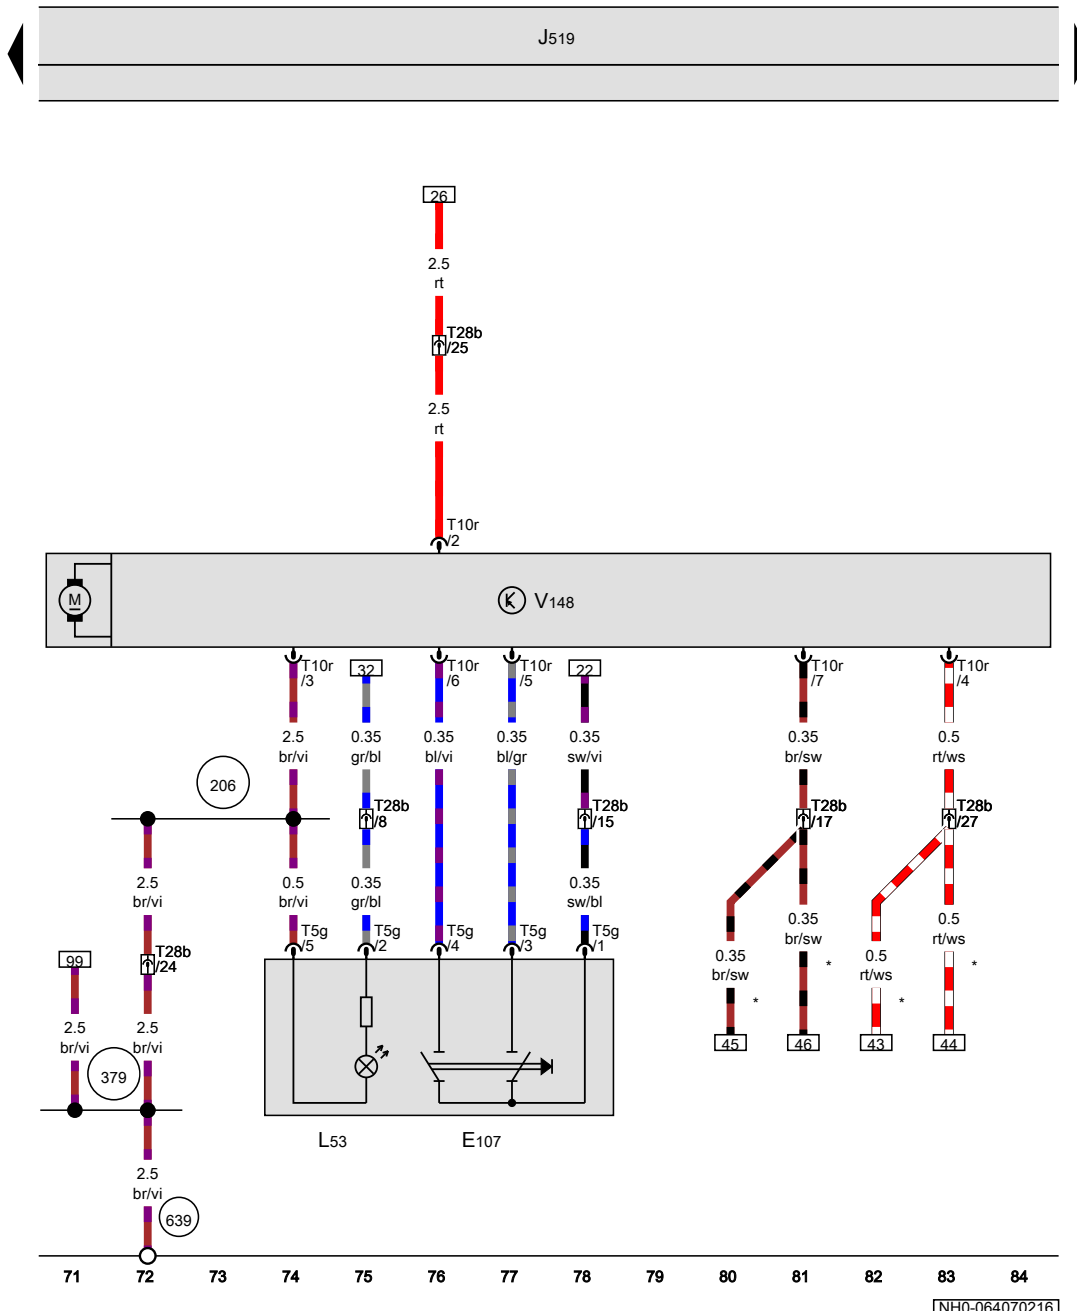 J519
26
2.5
rt
T28b
/25
2.5
rt
T10r
/2
M
V148
T10r
/3
32
T10r
/6
T10r
/5
22
T10r
/7
T10r
/4
2.5
br/vi
0.35
gr/bl
0.35
bl/vi
0.35
bl/gr
0.35
sw/vi
0.35
br/sw
0.5
rt/ws
206
T28b
/8
T28b
/15
T28b
/17
T28b
/27
2.5
br/vi
0.5
br/vi
0.35
gr/bl
0.35
sw/bl
0.35
br/sw
*
0.5
rt/ws
*
T5g
/5
T5g
/2
T5g
/4
T5g
/3
T5g
/1
99
T28b
/24
0.35
br/sw
*
0.5
rt/ws
*
2.5
br/vi
2.5
br/vi
45
46
43
44
379
L53
E107
2.5
br/vi
639
71 72 73 74 75 76 77 78 79 80 81 82 83 84
NH0-064070216